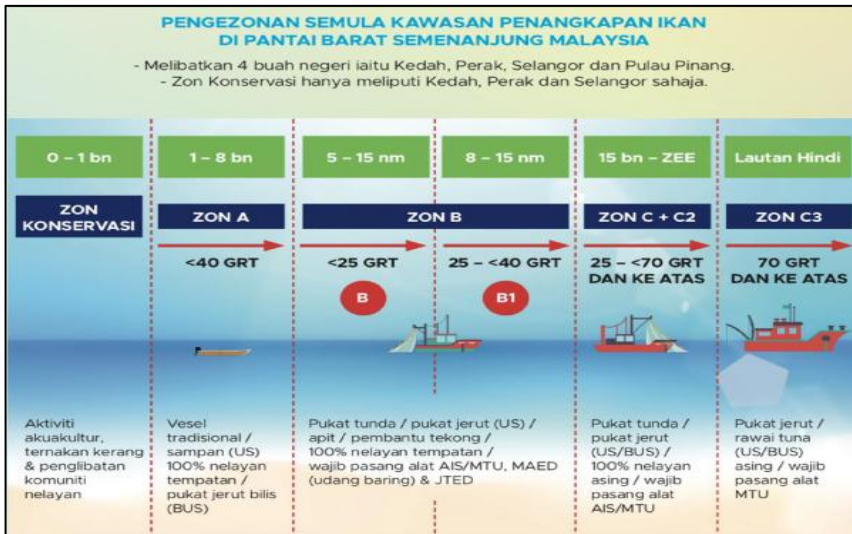 PENGEZONAN SEMULA KAWASAN PENANGKAPAN IKAN
DI PANTAI BARAT SEMENANJUNG MALAYSIA
- Melibatkan 4 buah negeri iaitu Kedah, Perak, Selangor dan Pulau Pinang.
- Zon Konservasi hanya meliputi Kedah, Perak dan Selangor sahaja.
0 – 1 bn
1 – 8 bn
5 – 15 nm
8 – 15 nm
15 bn – ZEE
Lautan Hindi
ZON
KONSERVASI
ZON A
ZON B
ZON C + C2
ZON C3
<40 GRT
<25 GRT
25 – <40 GRT
25 – <70 GRT
DAN KE ATAS
70 GRT
DAN KE ATAS
B
B1
Aktiviti
akuakultur,
ternakan kerang
& penglibatan
komuniti
nelayan
Vesel
tradisional /
sampan (US)
100% nelayan
tempatan /
pukat jerut bilis
(BUS)
Pukat tunda / pukat jerut (US) /
apit / pembantu tekong /
100% nelayan tempatan /
wajib pasang alat AIS/MTU, MAED
(udang baring) & JTED
Pukat tunda /
pukat jerut
(US/BUS) /
100% nelayan
asing / wajib
pasang alat
AIS/MTU
Pukat jerut /
rawai tuna
(US/BUS)
asing / wajib
pasang alat
MTU